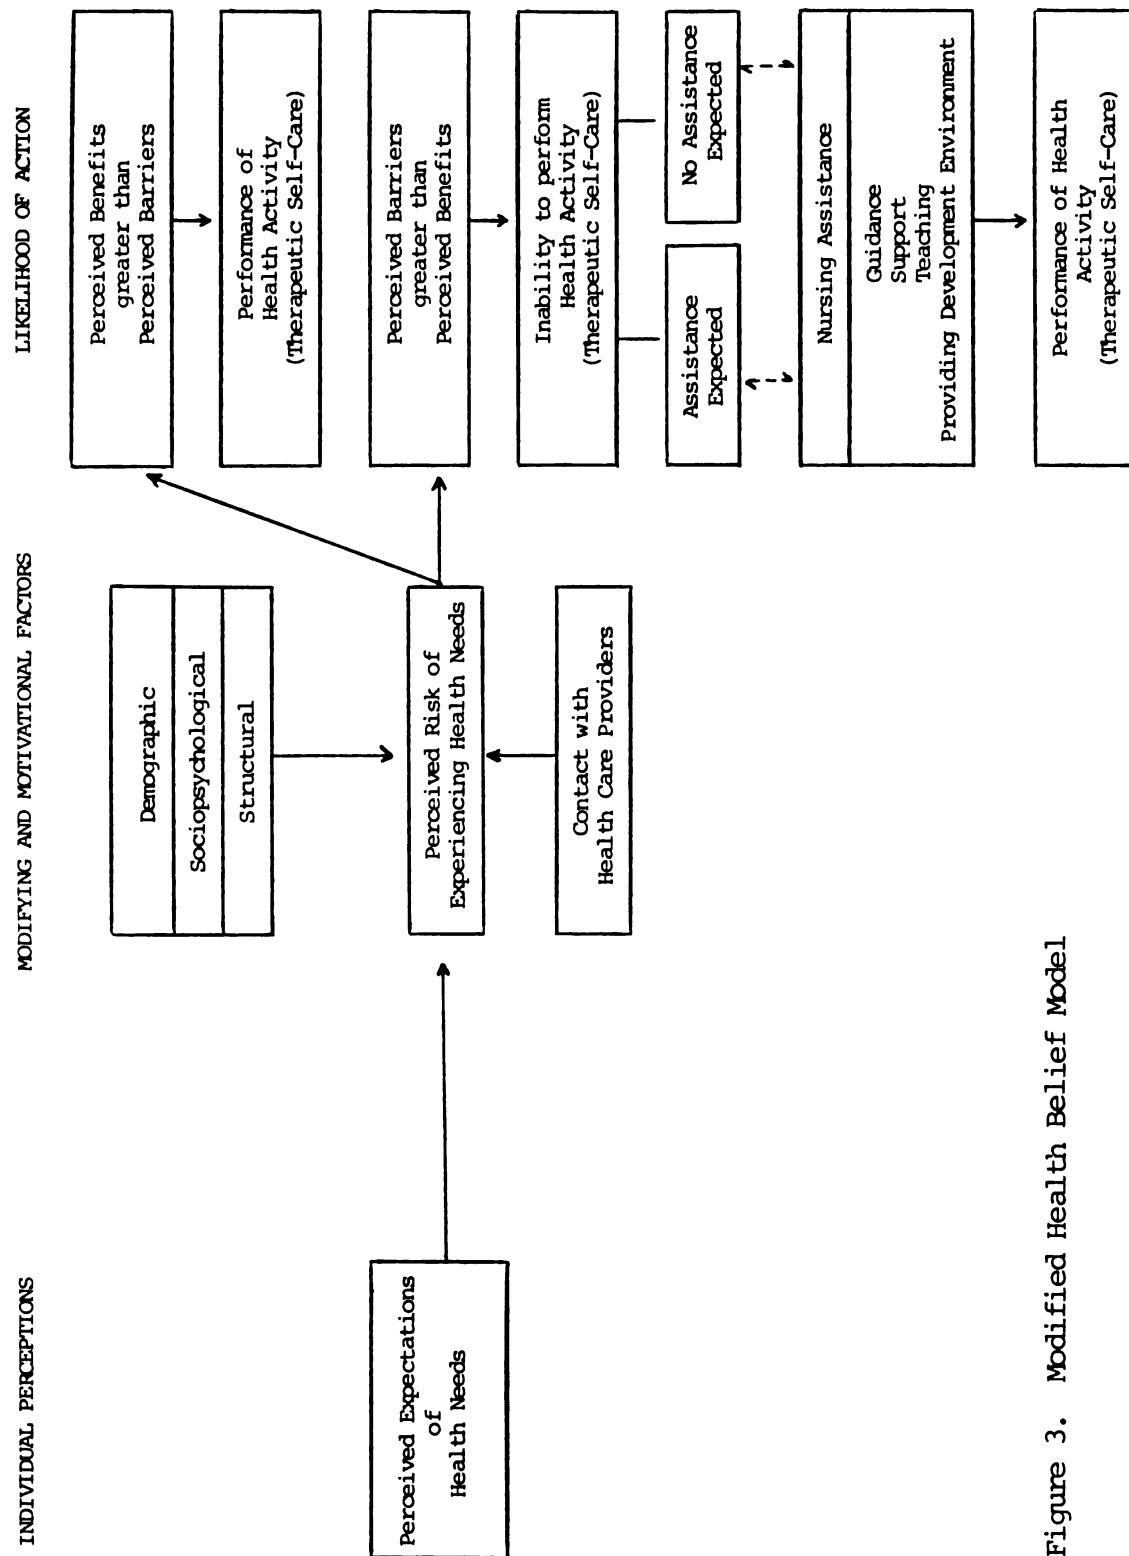 INDIVIDUAL PERCEPTIONS
MODIFYING AND MOTIVATIONAL FACTORS
LIKELIHOOD OF ACTION
Perceived Expectations
of
Health Needs
Demographic
Sociopsychological
Structural
Perceived Risk of
Experiencing Health Needs
Contact with
Health Care Providers
Perceived Benefits
greater than
Perceived Barriers
Performance of
Health Activity
(Therapeutic Self-Care)
Perceived Barriers
greater than
Perceived Benefits
Inability to perform
Health Activity
(Therapeutic Self-Care)
Assistance
Expected
No Assistance
Expected
Nursing Assistance
Guidance
Support
Teaching
Providing Development Environment
Performance of Health
Activity
(Therapeutic Self-Care)
Figure 3. Modified Health Belief Model